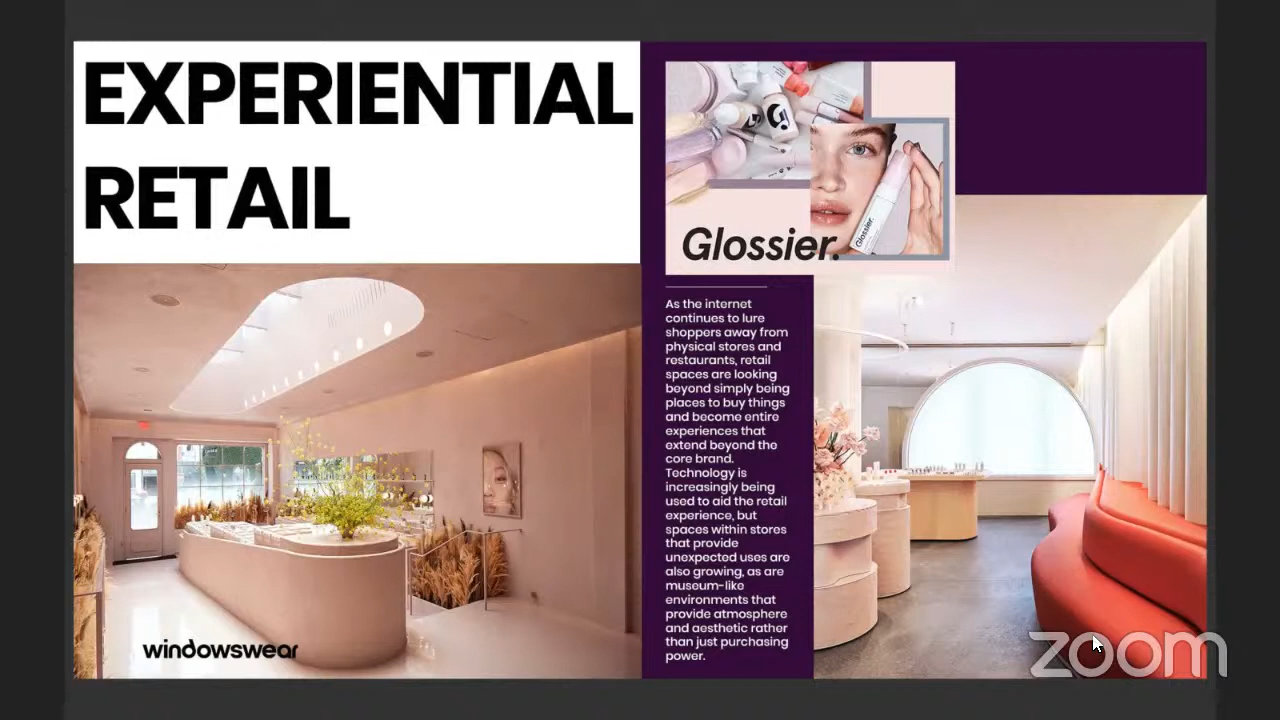 EXPERIENTIAL
RETAIL
windowswear
Glossier.
Glossier.
As the internet
continues to lure
shoppers away from
physical stores and
restaurants, retail
spaces are looking
beyond simply being
places to buy things
and become entire
experiences that
extend beyond the
core brand.
Technology is
increasingly being
used to aid the retail
experience, but
spaces within stores
that provide
unexpected uses are
also growing, as are
museum-like
environments that
provide atmosphere
and aesthetic rather
than just purchasing
power.
zoom